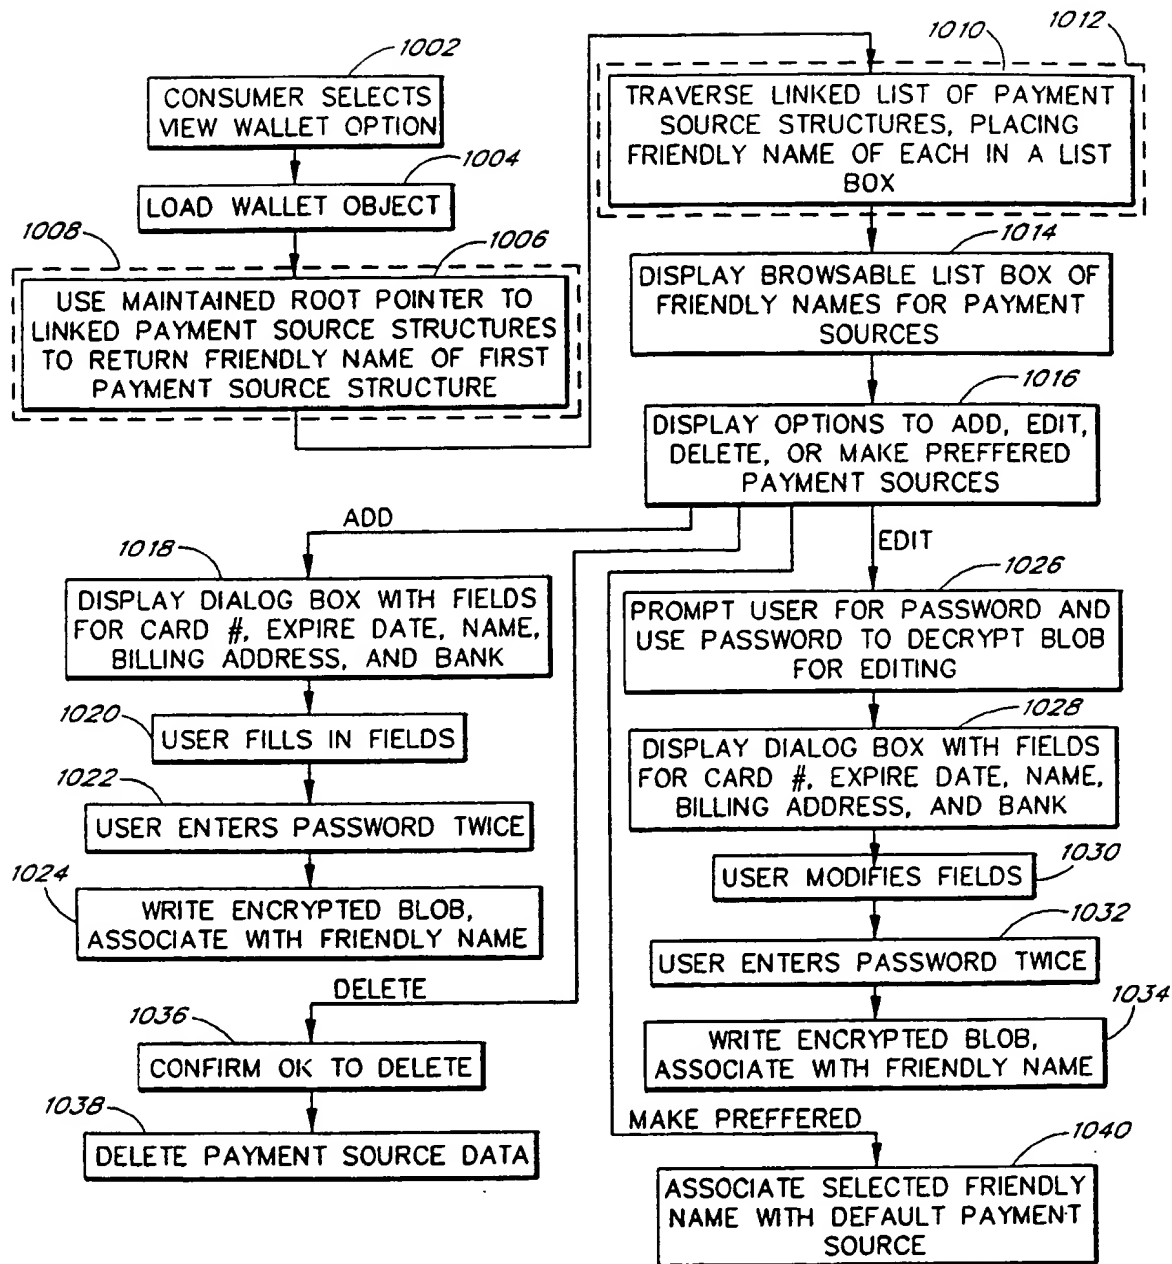 1002
CONSUMER SELECTS
VIEW WALLET OPTION
1004
LOAD WALLET OBJECT
1008
1006
USE MAINTAINED ROOT POINTER TO
LINKED PAYMENT SOURCE STRUCTURES
TO RETURN FRIENDLY NAME OF FIRST
PAYMENT SOURCE STRUCTURE
1010
1012
TRAVERSE LINKED LIST OF PAYMENT
SOURCE STRUCTURES, PLACING
FRIENDLY NAME OF EACH IN A LIST
BOX
1014
DISPLAY BROWSABLE LIST BOX OF
FRIENDLY NAMES FOR PAYMENT
SOURCES
1016
DISPLAY OPTIONS TO ADD, EDIT,
DELETE, OR MAKE PREFFERED
PAYMENT SOURCES
ADD
1018
DISPLAY DIALOG BOX WITH FIELDS
FOR CARD #, EXPIRE DATE, NAME,
BILLING ADDRESS, AND BANK
1020
USER FILLS IN FIELDS
1022
USER ENTERS PASSWORD TWICE
1024
WRITE ENCRYPTED BLOB,
ASSOCIATE WITH FRIENDLY NAME
DELETE
1036
CONFIRM OK TO DELETE
1038
DELETE PAYMENT SOURCE DATA
EDIT
1026
PROMPT USER FOR PASSWORD AND
USE PASSWORD TO DECRYPT BLOB
FOR EDITING
1028
DISPLAY DIALOG BOX WITH FIELDS
FOR CARD #, EXPIRE DATE, NAME,
BILLING ADDRESS, AND BANK
1030
USER MODIFIES FIELDS
1032
USER ENTERS PASSWORD TWICE
1034
WRITE ENCRYPTED BLOB,
ASSOCIATE WITH FRIENDLY NAME
MAKE PREFFERED
1040
ASSOCIATE SELECTED FRIENDLY
NAME WITH DEFAULT PAYMENT
SOURCE